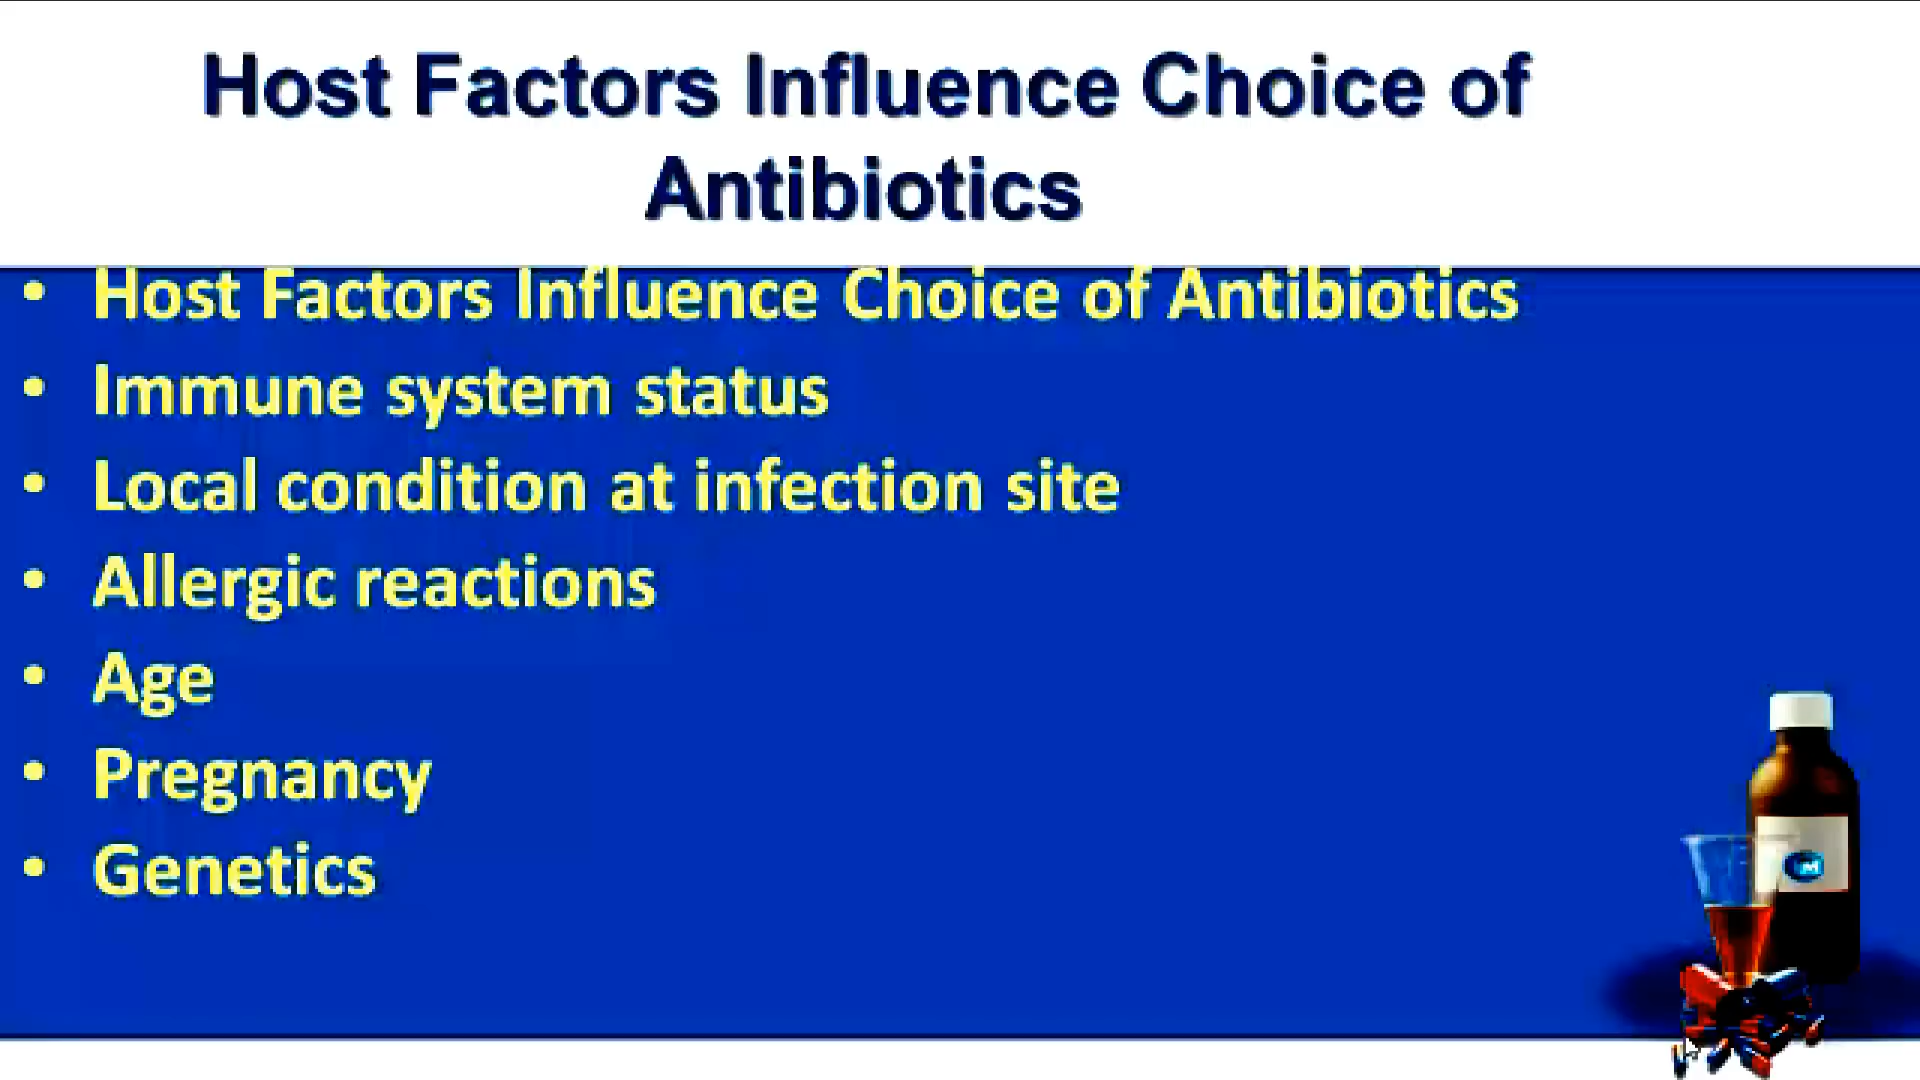 Host Factors Influence Choice of
Antibiotics
• Host Factors Influence Choice of Antibiotics
• Immune system status
• Local condition at infection site
• Allergic reactions
• Age
• Pregnancy
• Genetics